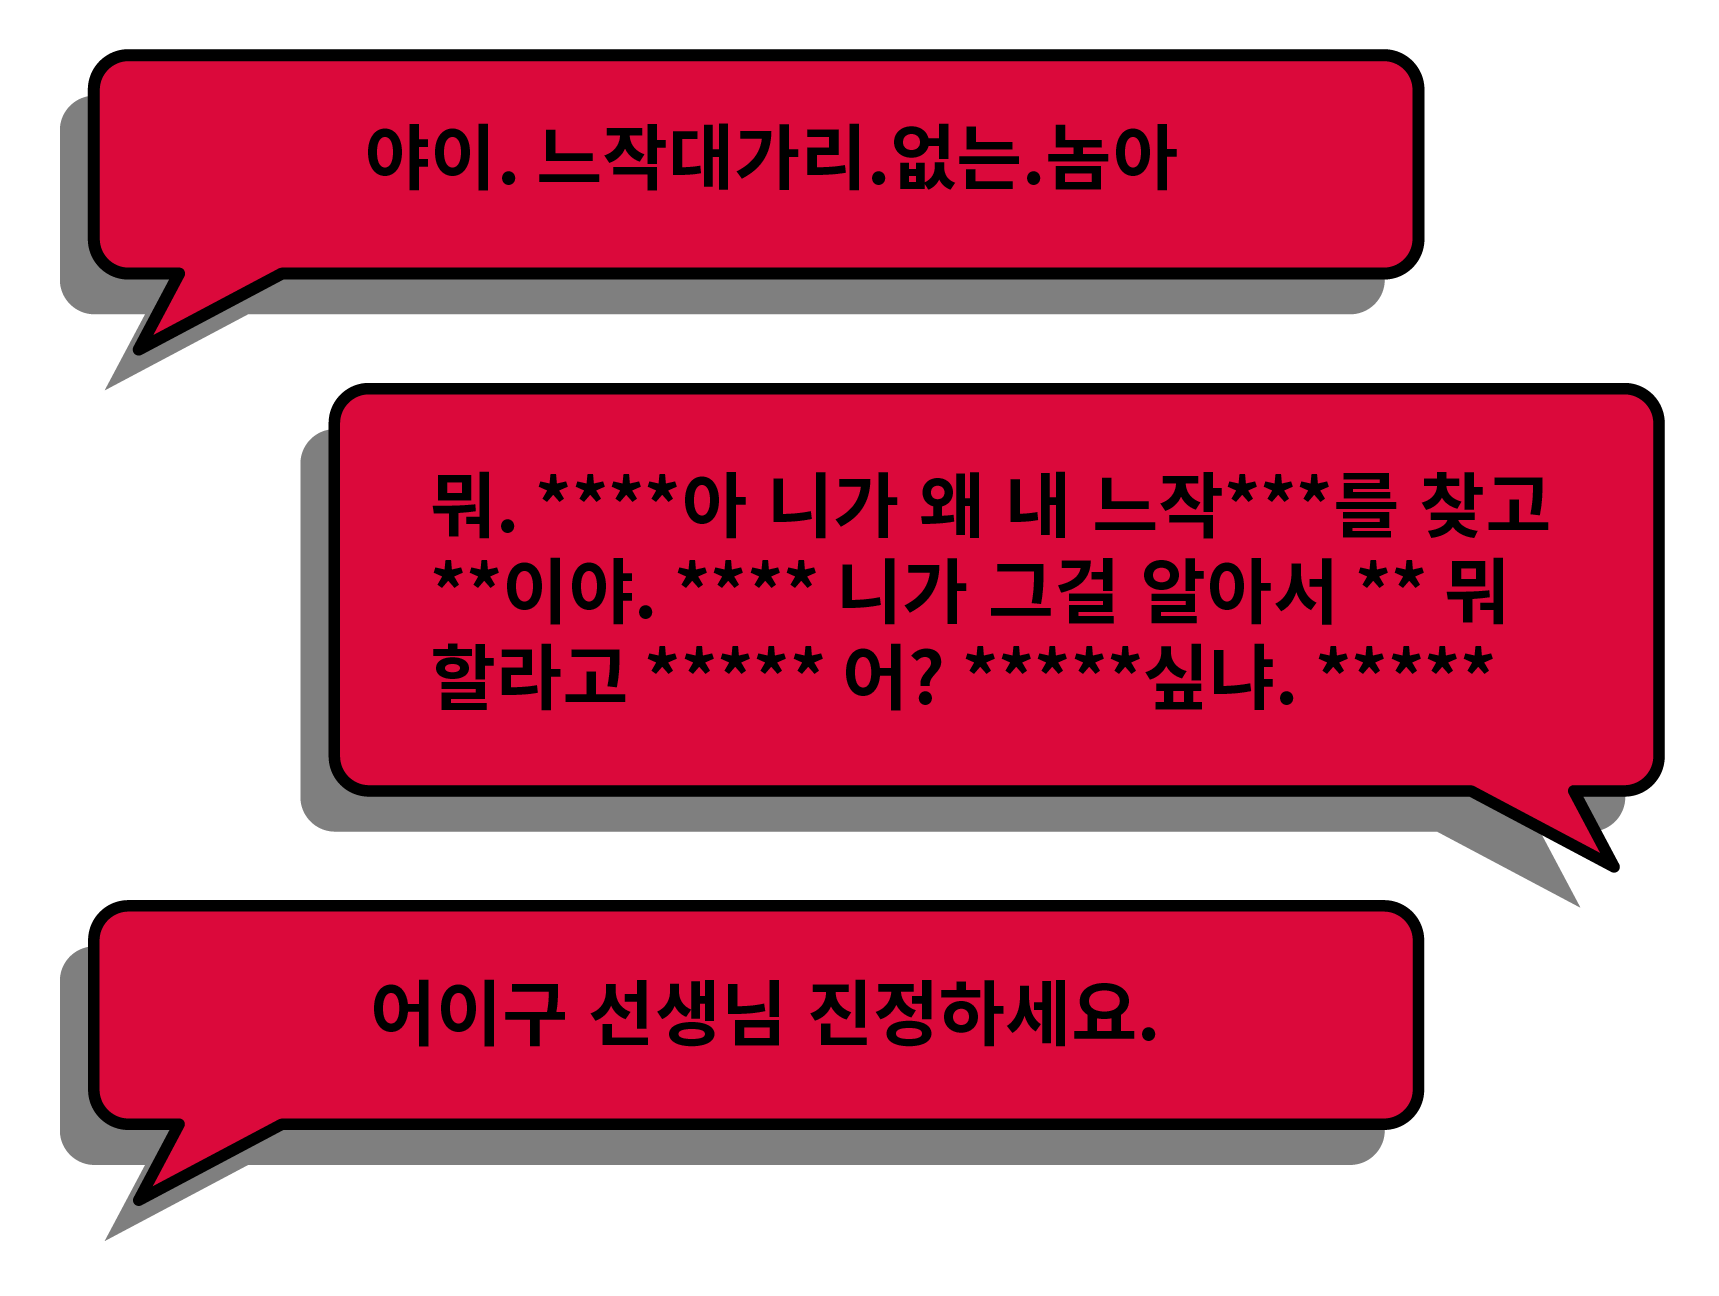 야이. 느작대가리.없는.놈아
뭐. ****아 니가 왜 내 느작***를 찾고
**이야. **** 니가 그걸 알아서 ** 뭐
할라고 ***** 어? *****싶냐. *****
어이구 선생님 진정하세요.